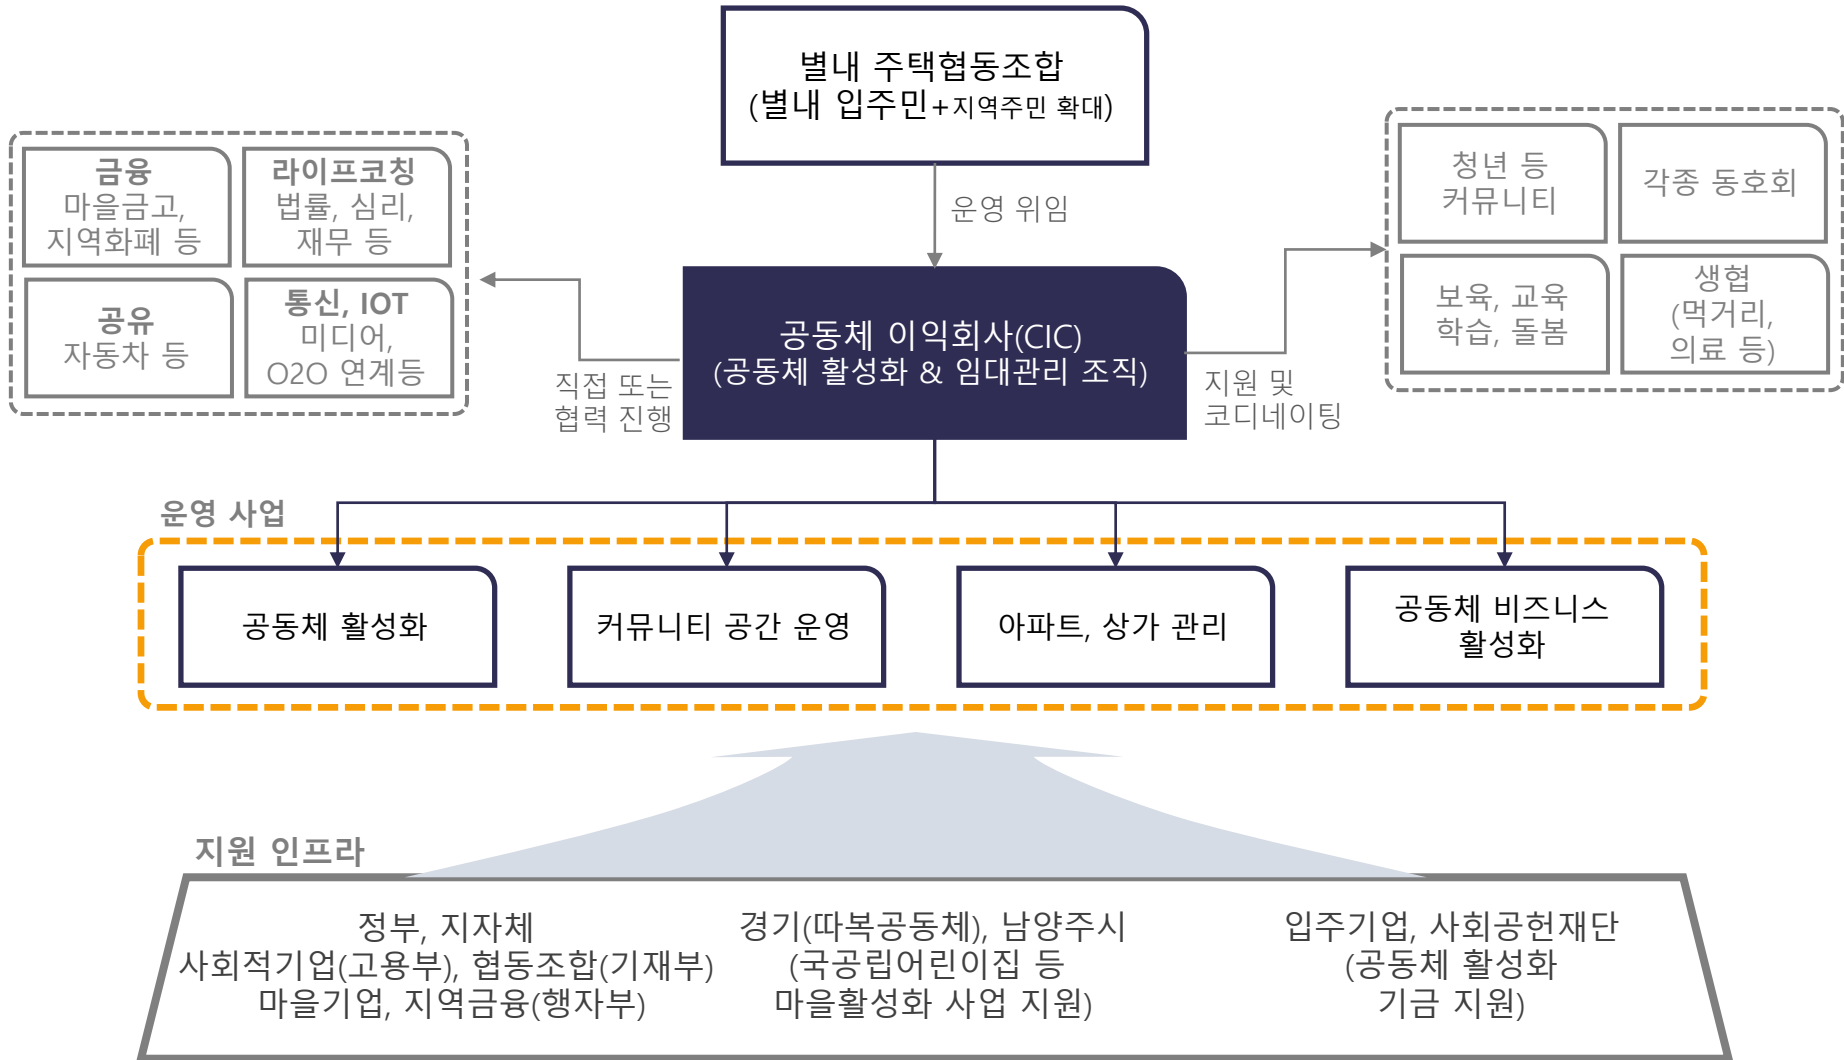 별내 주택협동조합
(별내 입주민+지역주민 확대)
운영 위임
금융
마을금고,
지역화폐 등
라이프코칭
법률, 심리,
재무 등
공유
자동차 등
통신, IOT
미디어,
O2O 연계등
직접 또는
협력 진행
공동체 이익회사(CIC)
(공동체 활성화 & 임대관리 조직)
지원 및
코디네이팅
청년 등
커뮤니티
각종 동호회
보육, 교육
학습, 돌봄
생협
(먹거리,
의료 등)
운영 사업
공동체 활성화
커뮤니티 공간 운영
아파트, 상가 관리
공동체 비즈니스
활성화
지원 인프라
정부, 지자체
사회적기업(고용부), 협동조합(기재부)
마을기업, 지역금융(행자부)
경기(따복공동체), 남양주시
(국공립어린이집 등
마을활성화 사업 지원)
입주기업, 사회공헌재단
(공동체 활성화
기금 지원)